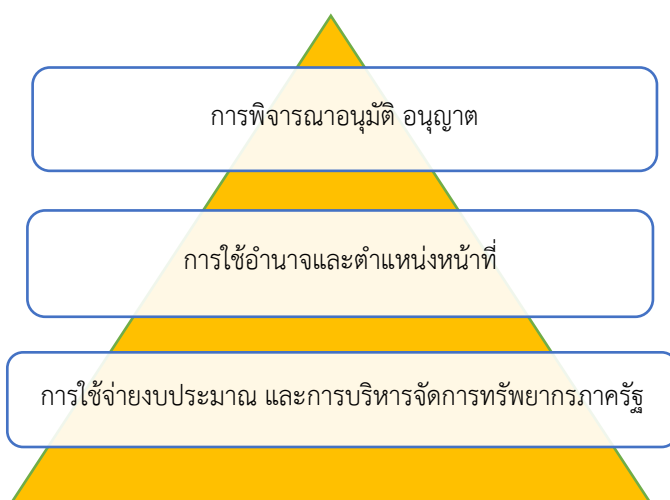 การพิจารณาอนุมัติ อนุญาต
การใช้อำนาจและตำแหน่งหน้าที่
การใช้จ่ายงบประมาณ และการบริหารจัดการทรัพยากรภาครัฐ